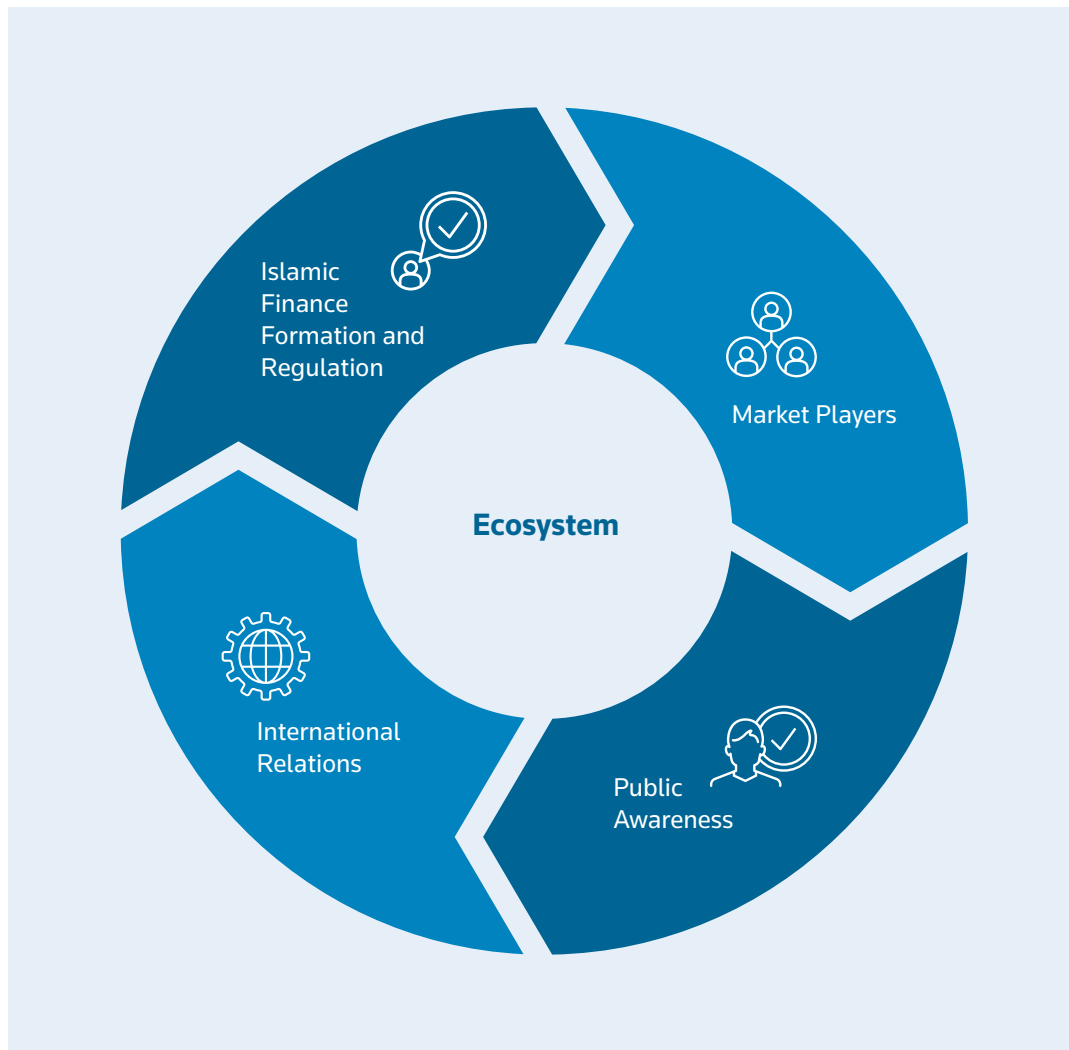 Islamic
Finance
Formation and
Regulation
Market Players
Ecosystem
International
Relations
Public
Awareness